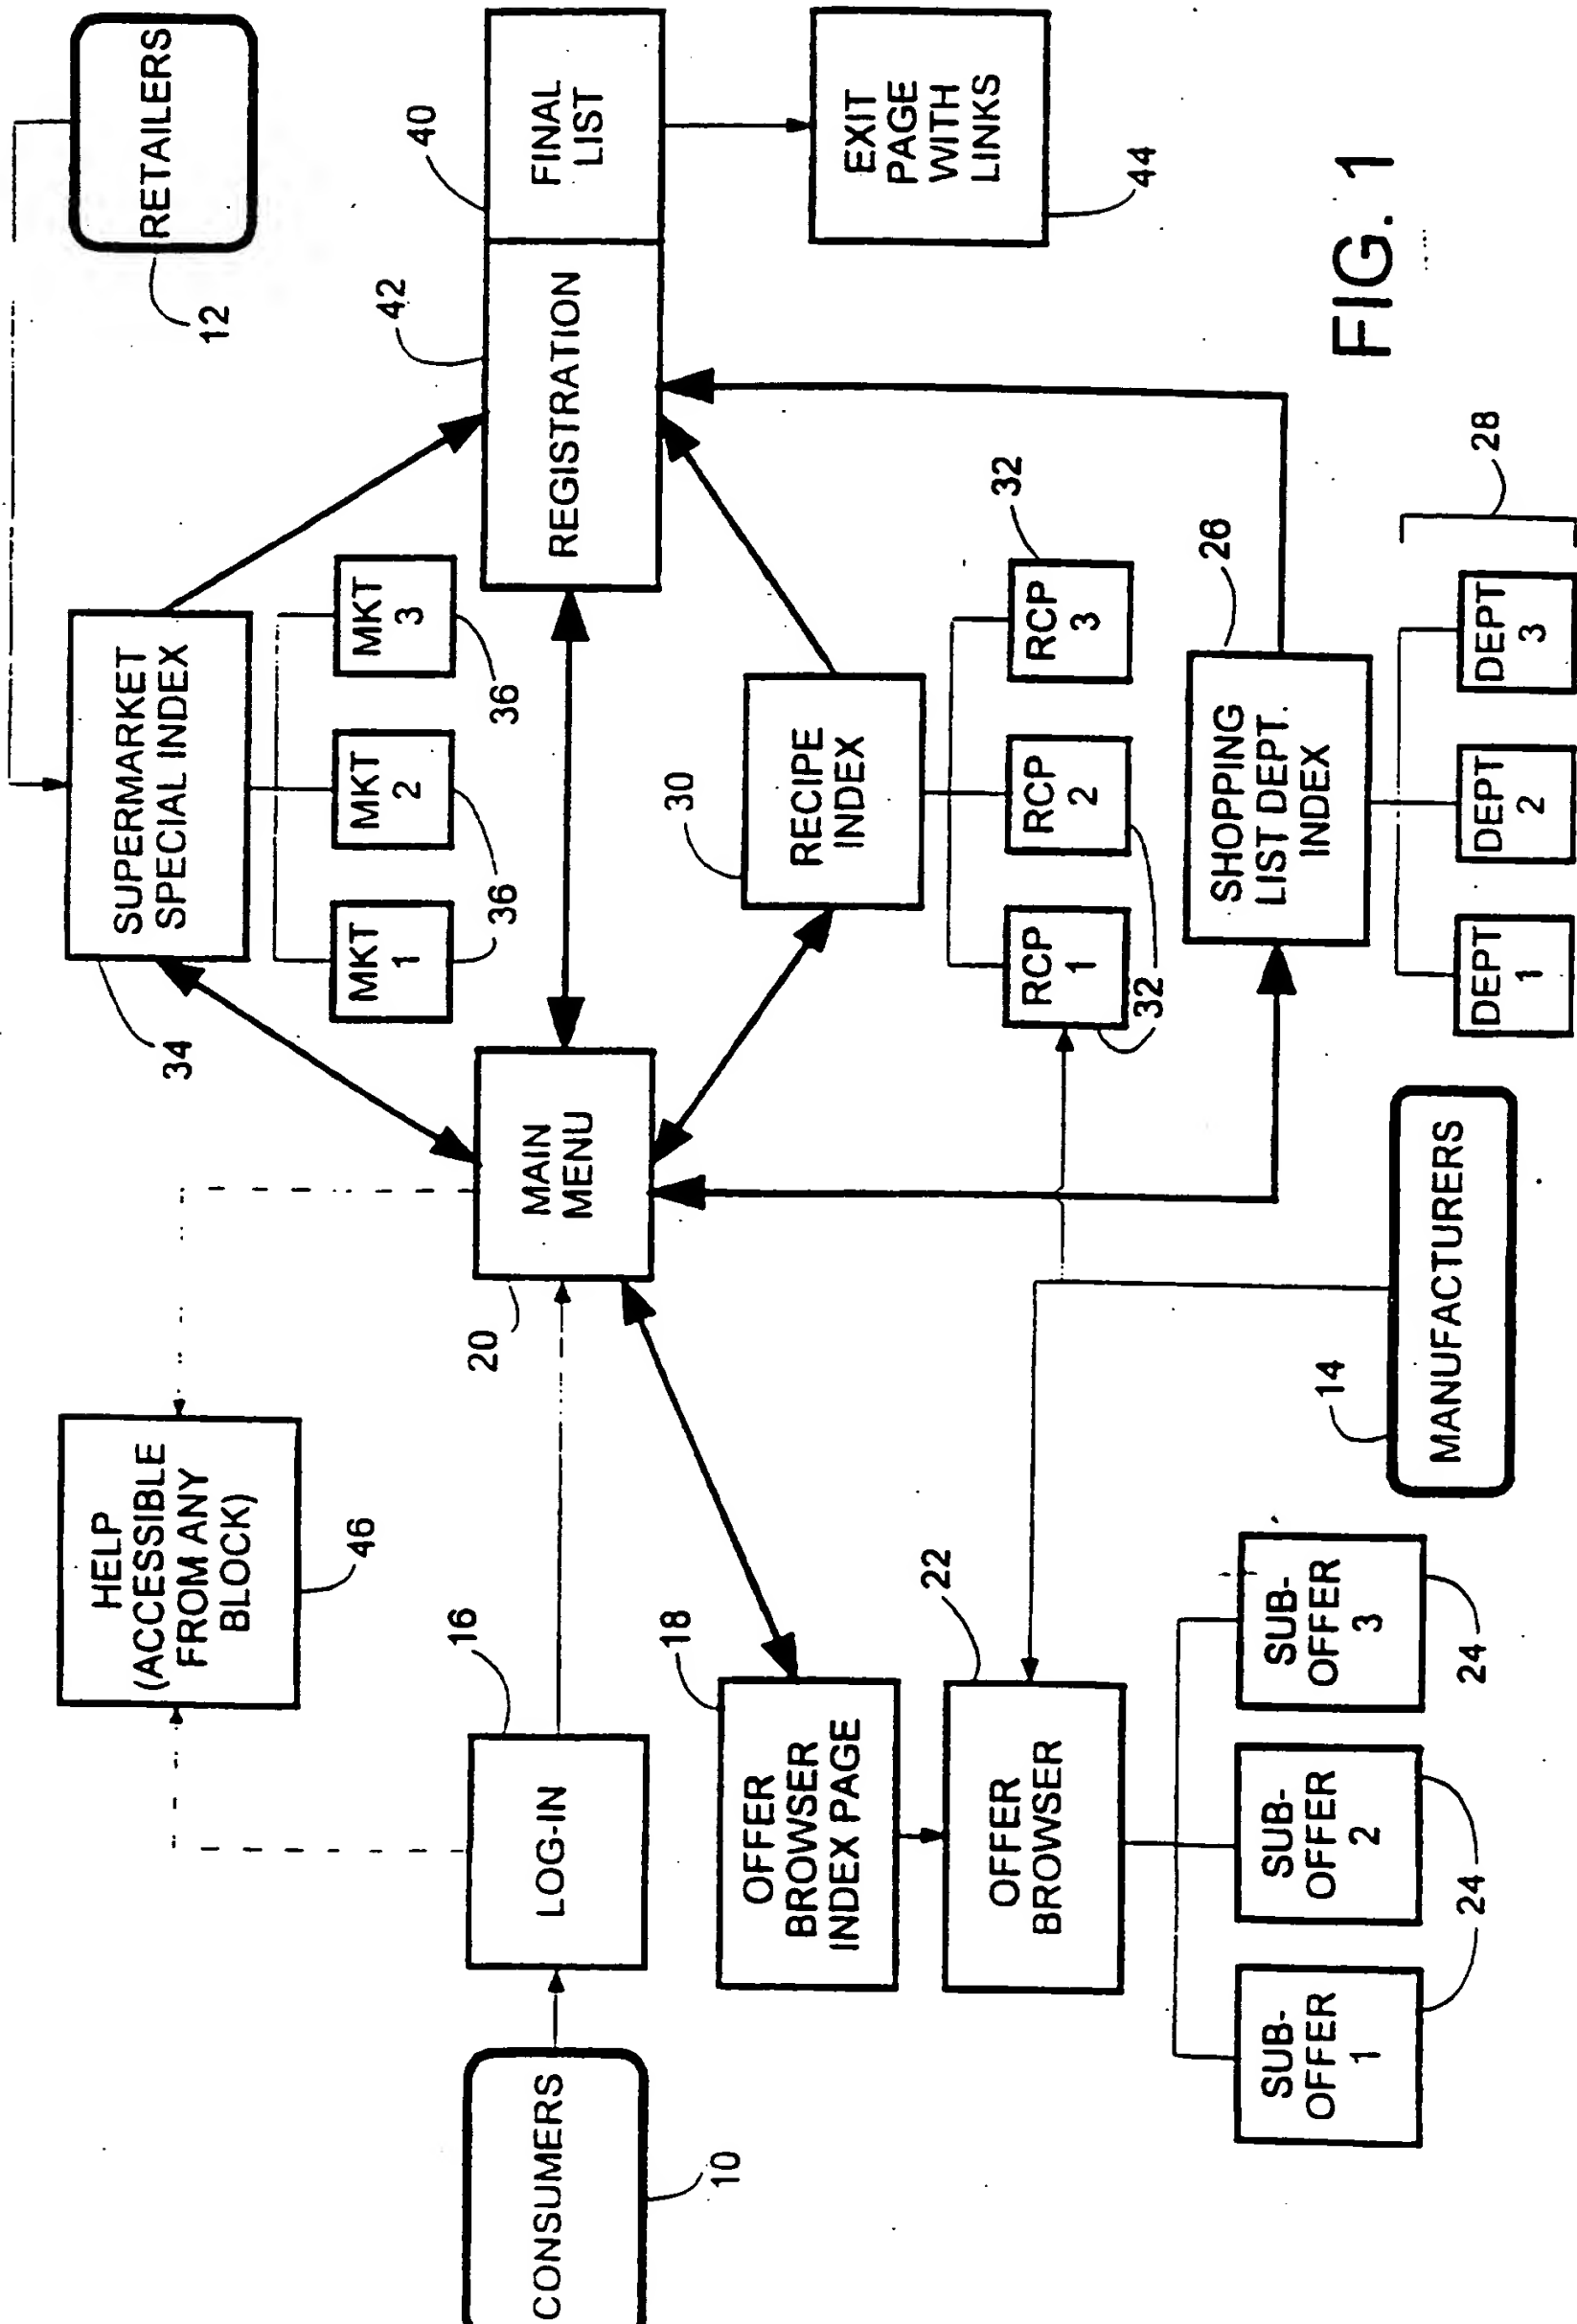 HELP
(ACCESSIBLE
FROM ANY
BLOCK)
46
SUPERMARKET
SPECIAL INDEX
34
RETAILERS
12
MKT
1
MKT
2
MKT
3
36
36
CONSUMERS
10
LOG-IN
16
MAIN
MENU
20
REGISTRATION
42
FINAL
LIST
40
OFFER
BROWSER
INDEX PAGE
18
RECIPE
INDEX
30
EXIT
PAGE
WITH
LINKS
44
OFFER
BROWSER
22
RCP
1
RCP
2
RCP
3
32
32
SUB-
OFFER
1
SUB-
OFFER
2
SUB-
OFFER
3
24
24
MANUFACTURERS
14
SHOPPING
LIST DEPT.
INDEX
26
DEPT
1
DEPT
2
DEPT
3
28
FIG. 1